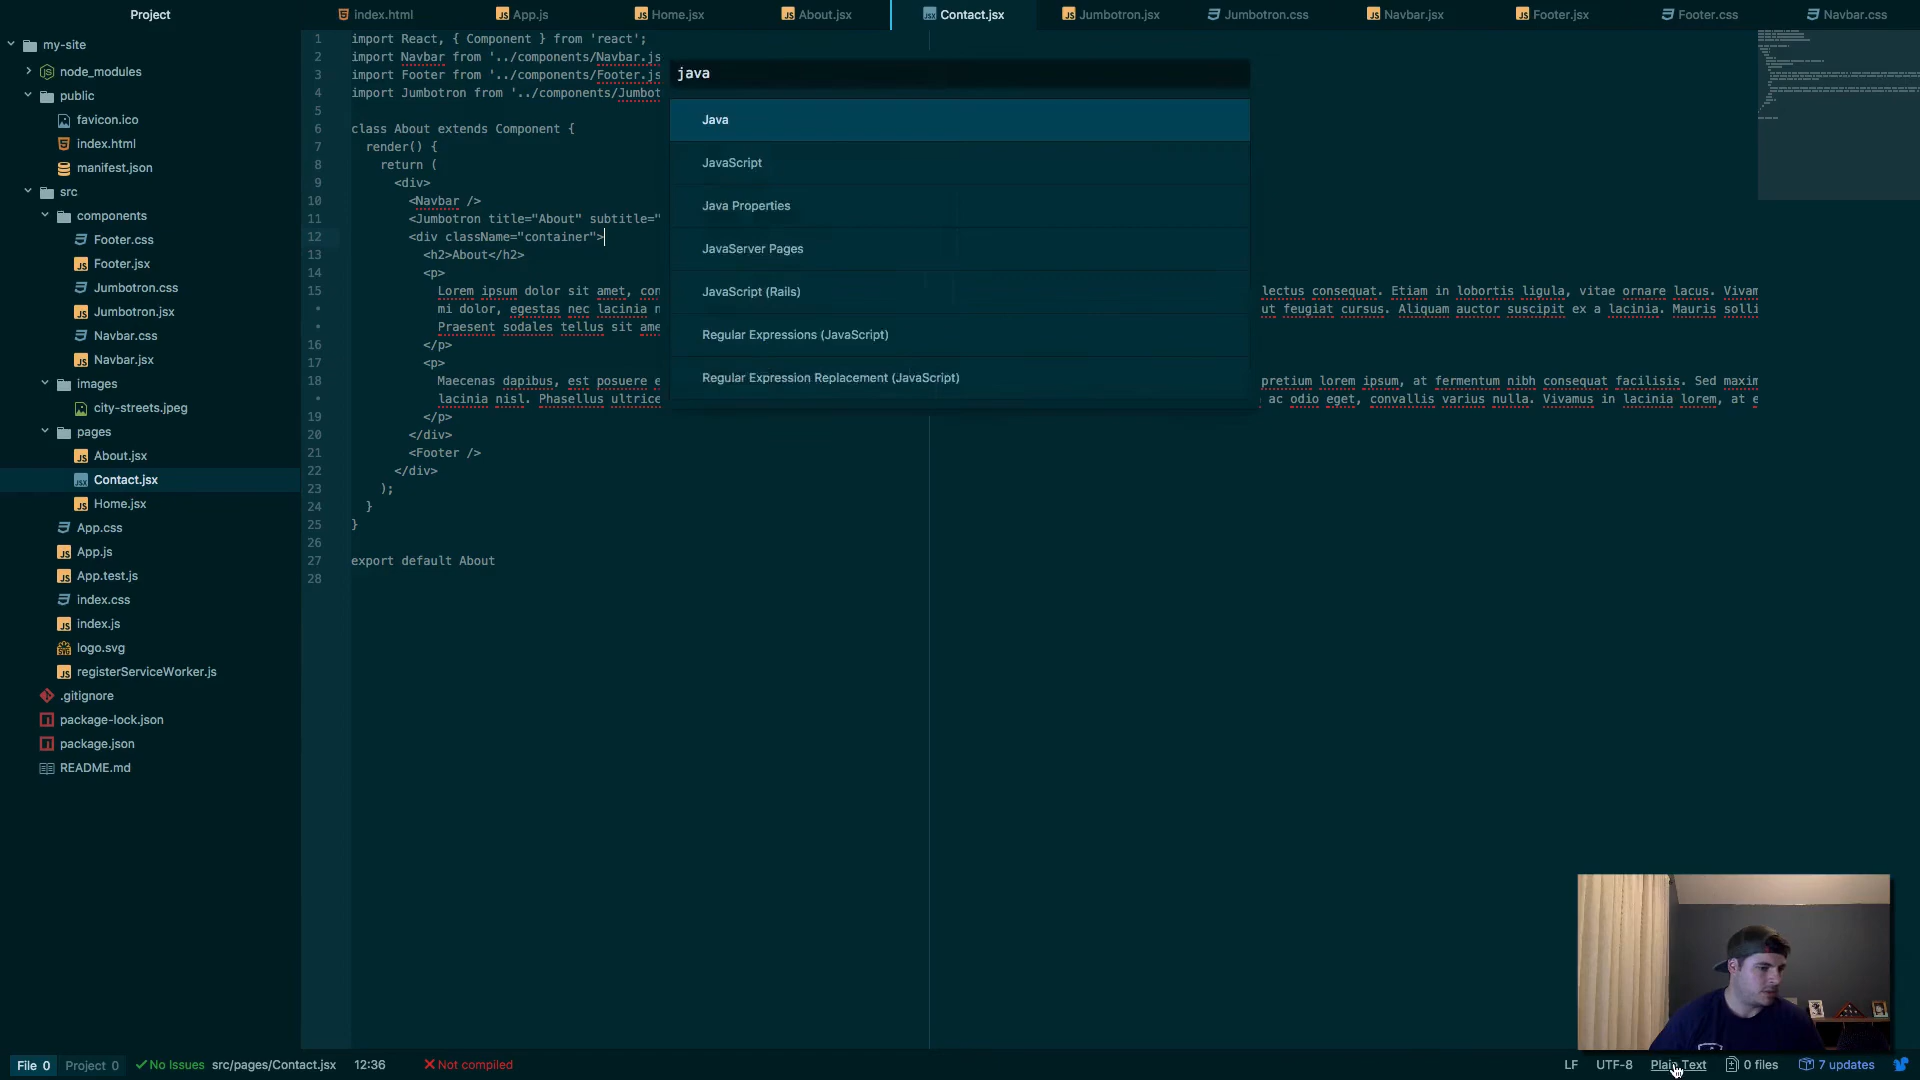 Project
index.html
App.js
Home.jsx
About.jsx
Contact.jsx
Jumbotron.jsx
Jumbotron.css
Navbar.jsx
Footer.jsx
Footer.css
Navbar.css
my-site
node_modules
public
favicon.ico
index.html
manifest.json
src
components
Footer.css
Footer.jsx
Jumbotron.css
Jumbotron.jsx
Navbar.css
Navbar.jsx
images
city-streets.jpeg
pages
About.jsx
Contact.jsx
Home.jsx
App.css
App.js
App.test.js
index.css
index.js
logo.svg
registerServiceWorker.js
.gitignore
package-lock.json
package.json
README.md
1 import React, { Component } from 'react';
2 import Navbar from '../components/Navbar.js
3 import Footer from '../components/Footer.js
4 import Jumbotron from '../components/Jumbot
5
6 class About extends Component {
7 render() {
8 return (
9 <div>
10 <Navbar />
11 <Jumbotron title="About" subtitle="
12 <div className="container">
13 <h2>About</h2>
14 <p>
15 Lorem ipsum dolor sit amet, con lectus consequat. Etiam in lobortis ligula, vitae ornare lacus. Vivam
• mi dolor, egestas nec lacinia n ut feugiat cursus. Aliquam auctor suscipit ex a lacinia. Mauris solli
• Praesent sodales tellus sit ame
16 </p>
17 <p>
18 Maecenas dapibus, est posuere e pretium lorem ipsum, at fermentum nibh consequat facilisis. Sed maxim
• lacinia nisl. Phasellus ultrice ac odio eget, convallis varius nulla. Vivamus in lacinia lorem, at e
19 </p>
20 </div>
21 <Footer />
22 </div>
23 );
24 }
25 }
26
27 export default About
28
java
Java
JavaScript
Java Properties
JavaServer Pages
JavaScript (Rails)
Regular Expressions (JavaScript)
Regular Expression Replacement (JavaScript)
File 0 Project 0 No Issues src/pages/Contact.jsx 12:36 Not compiled LF UTF-8 Plain Text 0 files 7 updates